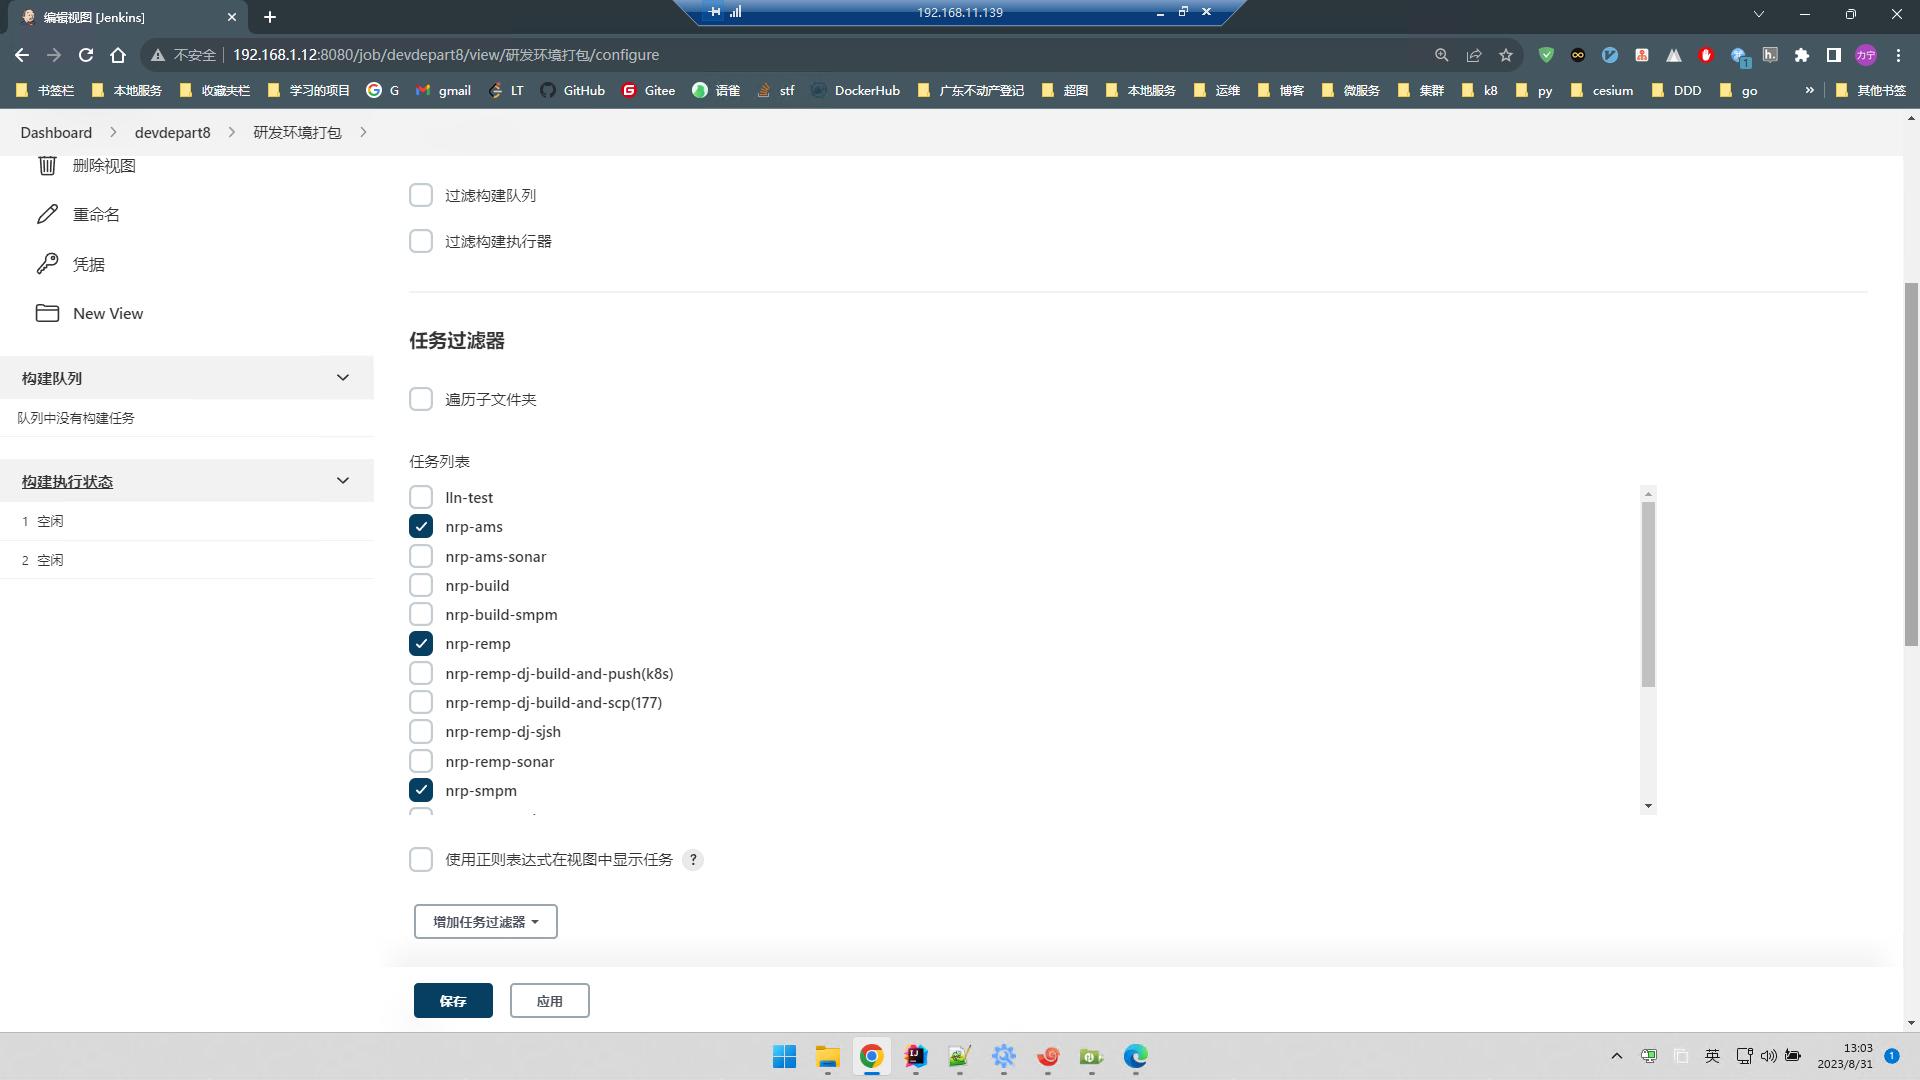 编辑视图 [Jenkins]
192.168.11.139
不安全
192.168.1.12:8080/job/devdepart8/view/研发环境打包/configure
力宁
1
书签栏
本地服务
收藏夹栏
学习的项目
G
gmail
LT
GitHub
Gitee
语雀
stf
DockerHub
广东不动产登记
超图
本地服务
运维
博客
微服务
集群
k8
py
cesium
DDD
go
»
其他书签
Dashboard
devdepart8
研发环境打包
删除视图
重命名
凭据
New View
构建队列
队列中没有构建任务
构建执行状态
1 空闲
2 空闲
过滤构建队列
过滤构建执行器
任务过滤器
遍历子文件夹
任务列表
lln-test
nrp-ams
nrp-ams-sonar
nrp-build
nrp-build-smpm
nrp-remp
nrp-remp-dj-build-and-push(k8s)
nrp-remp-dj-build-and-scp(177)
nrp-remp-dj-sjsh
nrp-remp-sonar
nrp-smpm
使用正则表达式在视图中显示任务 ?
增加任务过滤器
保存
应用
英
13:03
2023/8/31
1